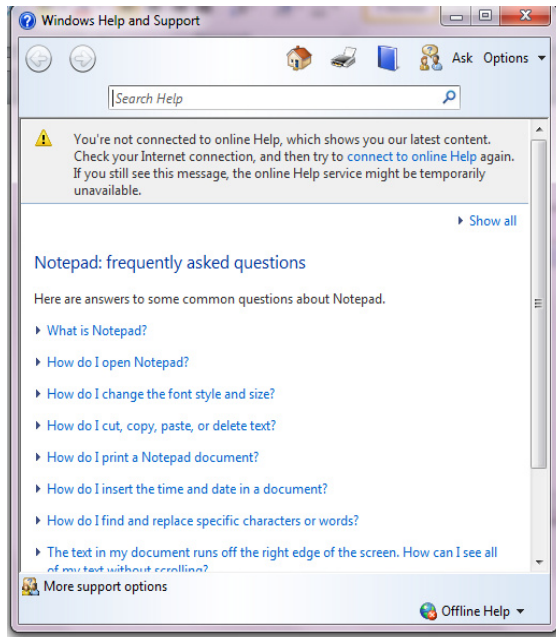 Windows Help and Support
Ask Options
Search Help
You're not connected to online Help, which shows you our latest content.
Check your Internet connection, and then try to connect to online Help again.
If you still see this message, the online Help service might be temporarily
unavailable.
Show all
Notepad: frequently asked questions
Here are answers to some common questions about Notepad.
What is Notepad?
How do I open Notepad?
How do I change the font style and size?
How do I cut, copy, paste, or delete text?
How do I print a Notepad document?
How do I insert the time and date in a document?
How do I find and replace specific characters or words?
The text in my document runs off the right edge of the screen. How can I see all
of my text without scrolling?
More support options
Offline Help